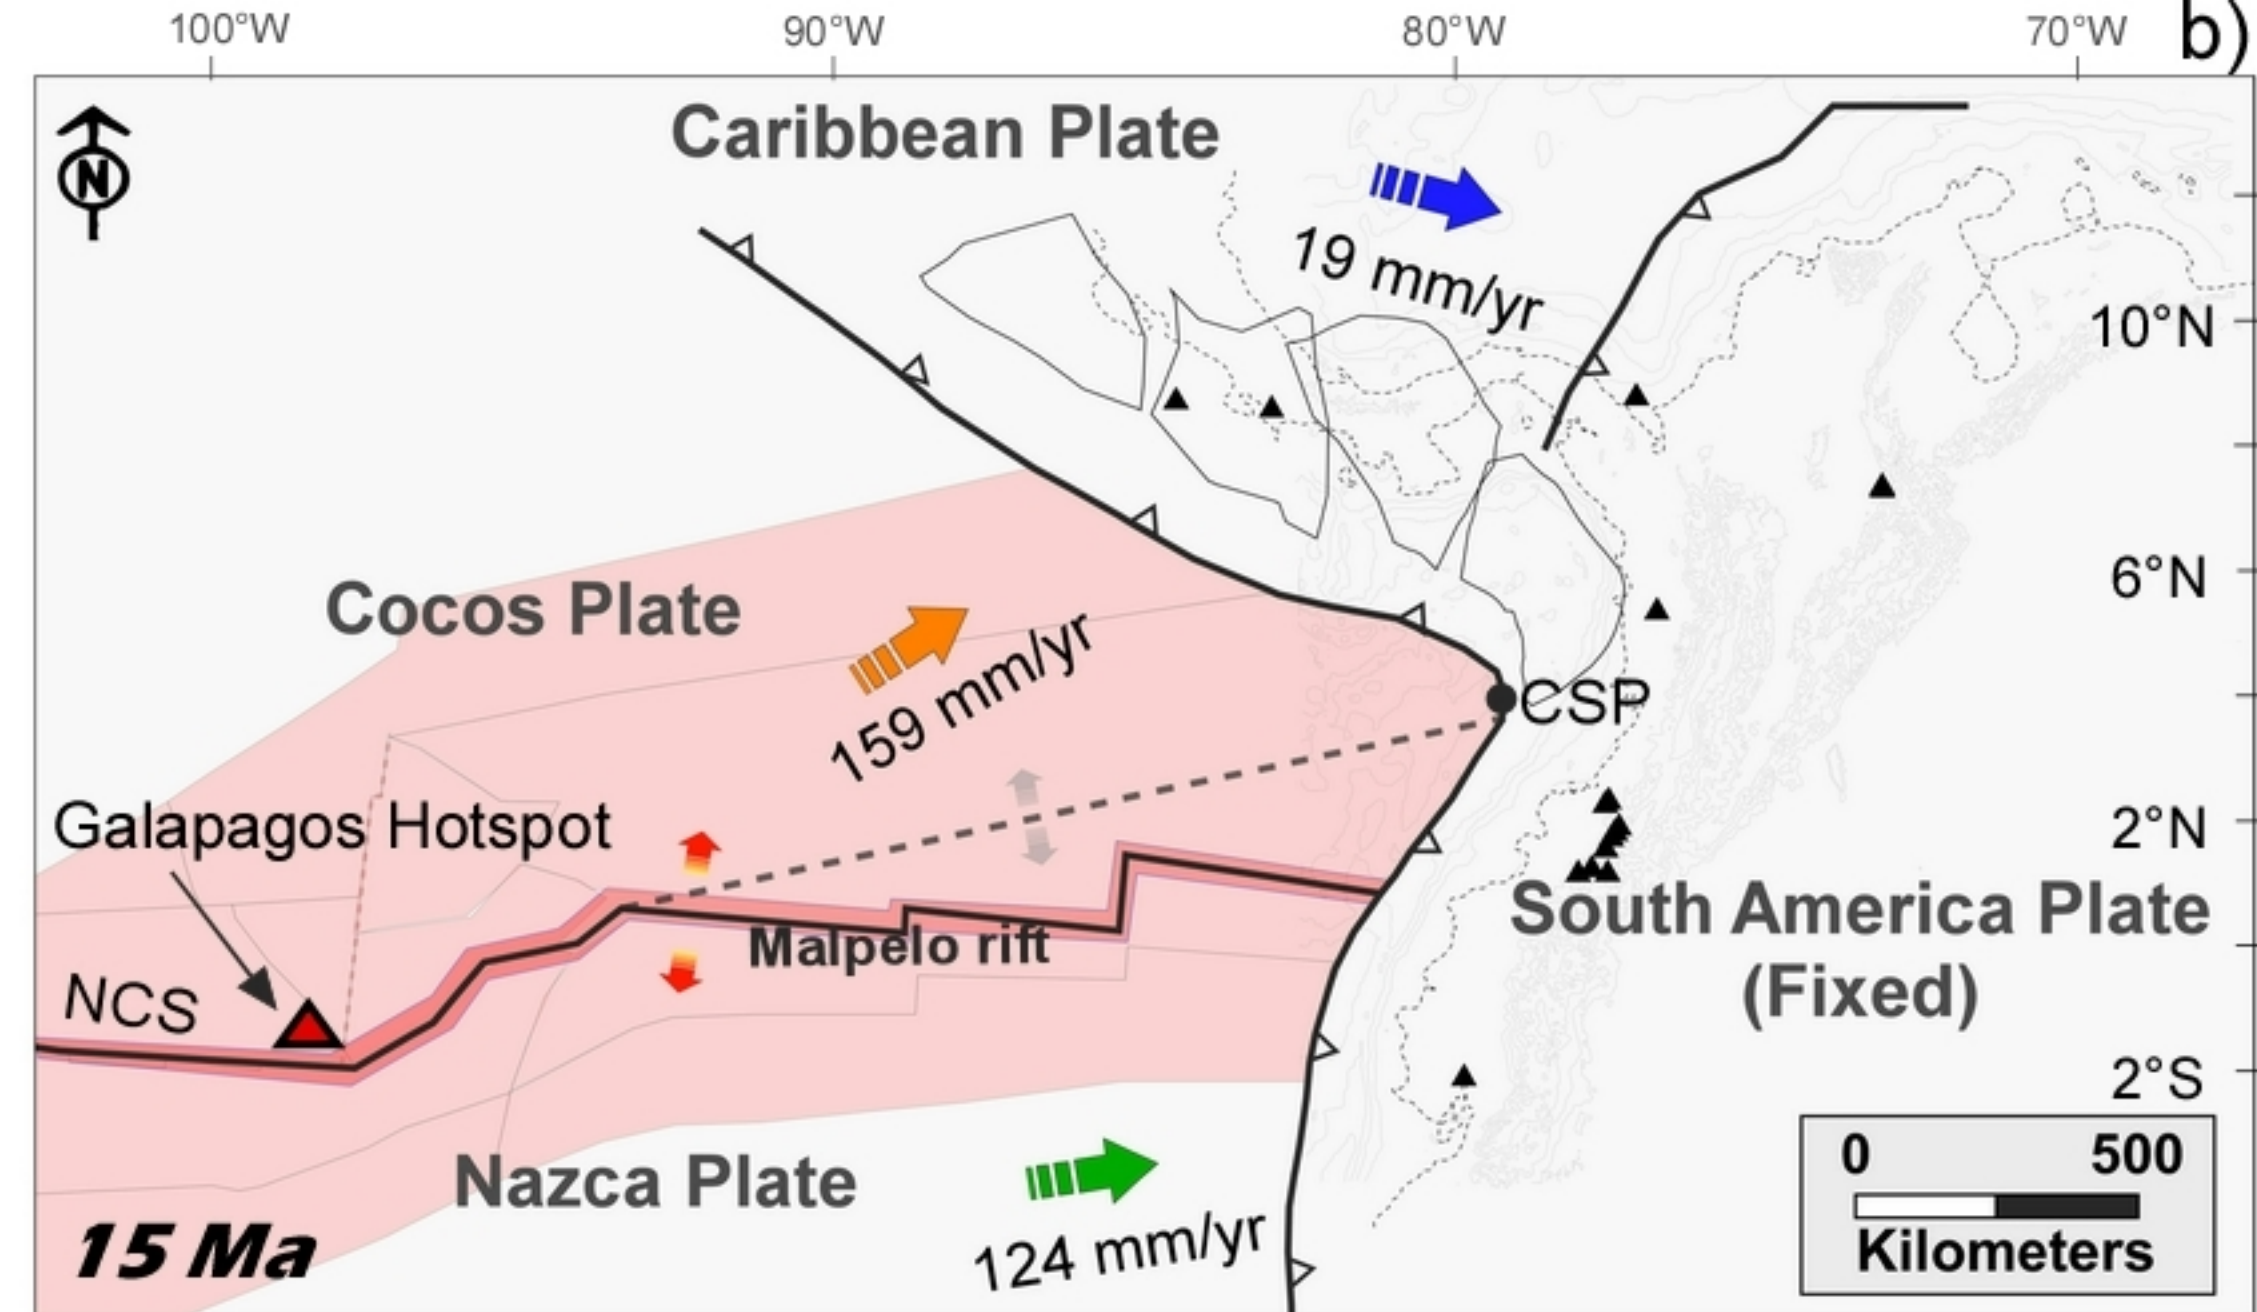 100°W
90°W
80°W
70°W
b)
N
Caribbean Plate
19 mm/yr
10°N
Cocos Plate
6°N
159 mm/yr
CSP
Galapagos Hotspot
2°N
Malpelo rift
South America Plate
(Fixed)
NCS
2°S
Nazca Plate
124 mm/yr
15 Ma
0
500
Kilometers